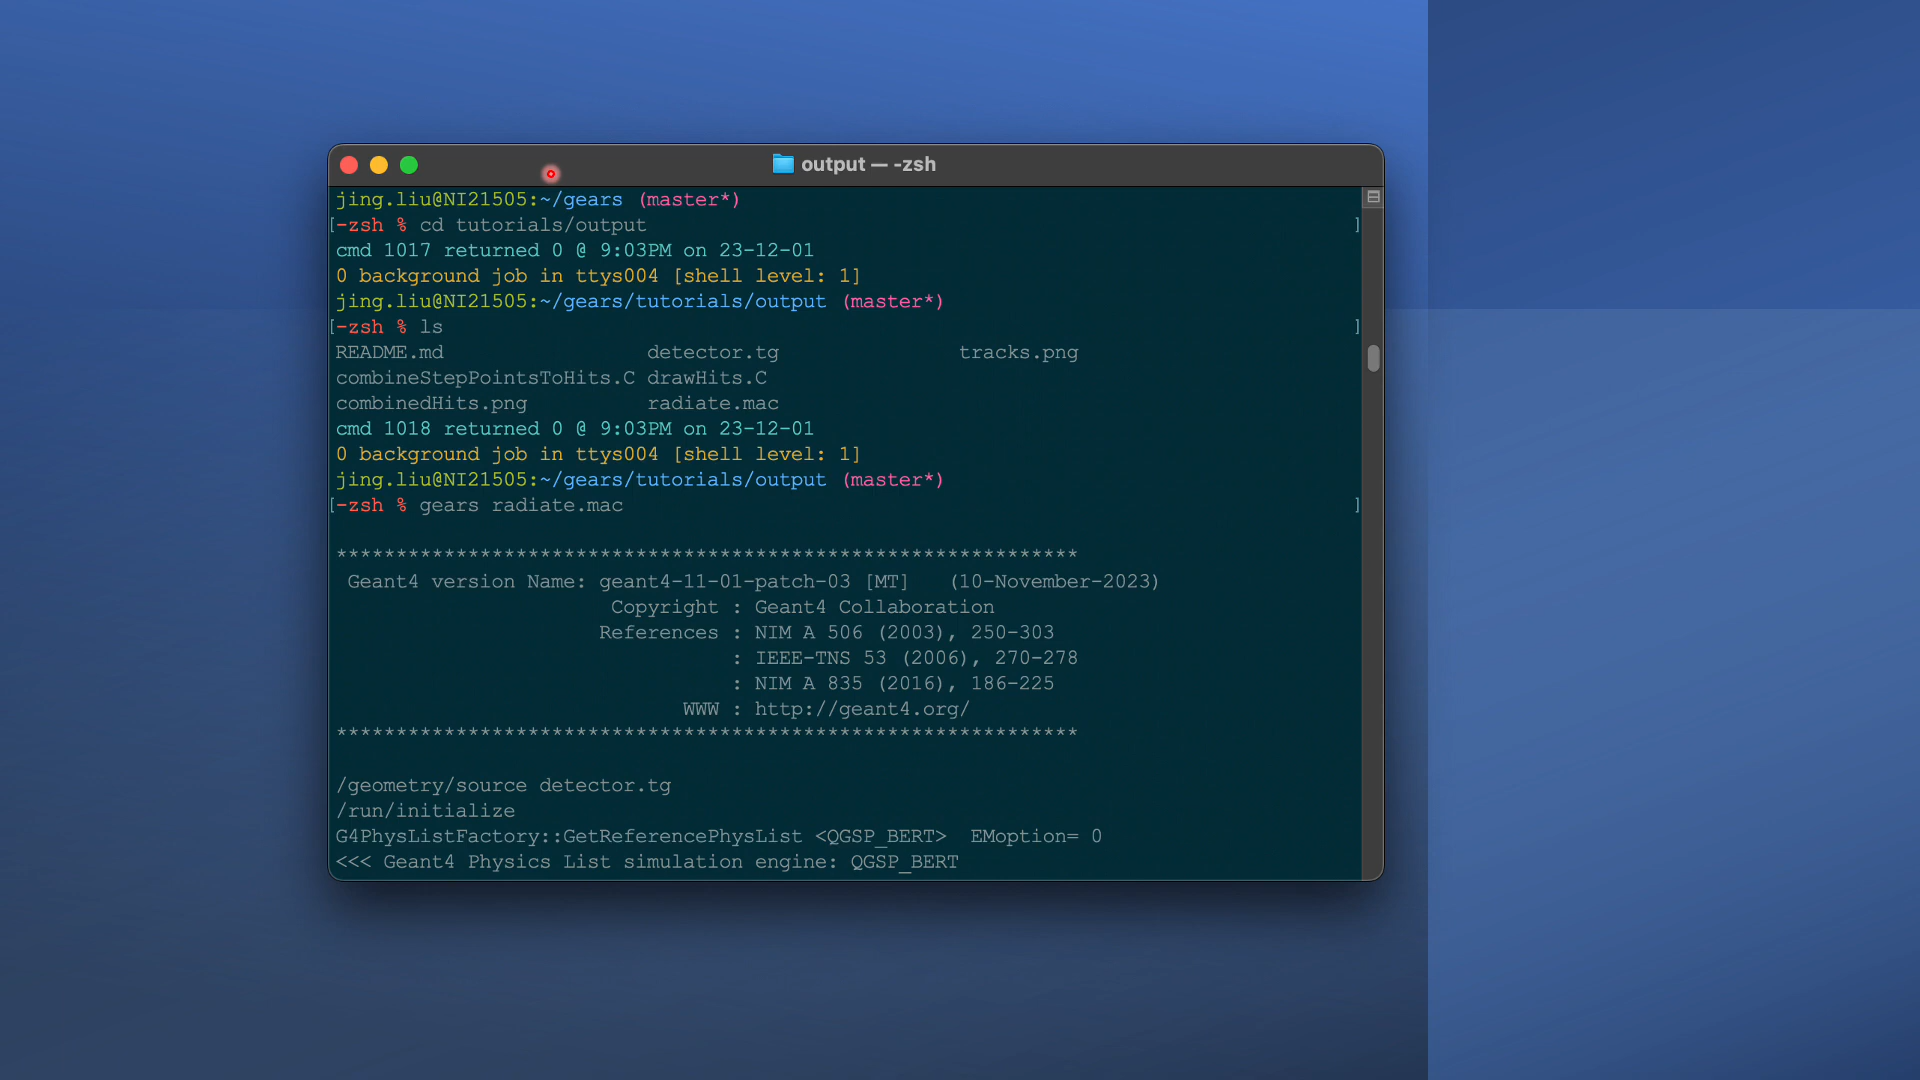 output — -zsh
jing.liu@NI21505:~/gears (master*)
[-zsh % cd tutorials/output ]
cmd 1017 returned 0 @ 9:03PM on 23-12-01
0 background job in ttys004 [shell level: 1]
jing.liu@NI21505:~/gears/tutorials/output (master*)
[-zsh % ls ]
README.md detector.tg tracks.png
combineStepPointsToHits.C drawHits.C
combinedHits.png radiate.mac
cmd 1018 returned 0 @ 9:03PM on 23-12-01
0 background job in ttys004 [shell level: 1]
jing.liu@NI21505:~/gears/tutorials/output (master*)
[-zsh % gears radiate.mac ]
**************************************************************
Geant4 version Name: geant4-11-01-patch-03 [MT] (10-November-2023)
Copyright : Geant4 Collaboration
References : NIM A 506 (2003), 250-303
: IEEE-TNS 53 (2006), 270-278
: NIM A 835 (2016), 186-225
WWW : http://geant4.org/
**************************************************************
/geometry/source detector.tg
/run/initialize
G4PhysListFactory::GetReferencePhysList <QGSP_BERT> EMoption= 0
<<< Geant4 Physics List simulation engine: QGSP_BERT